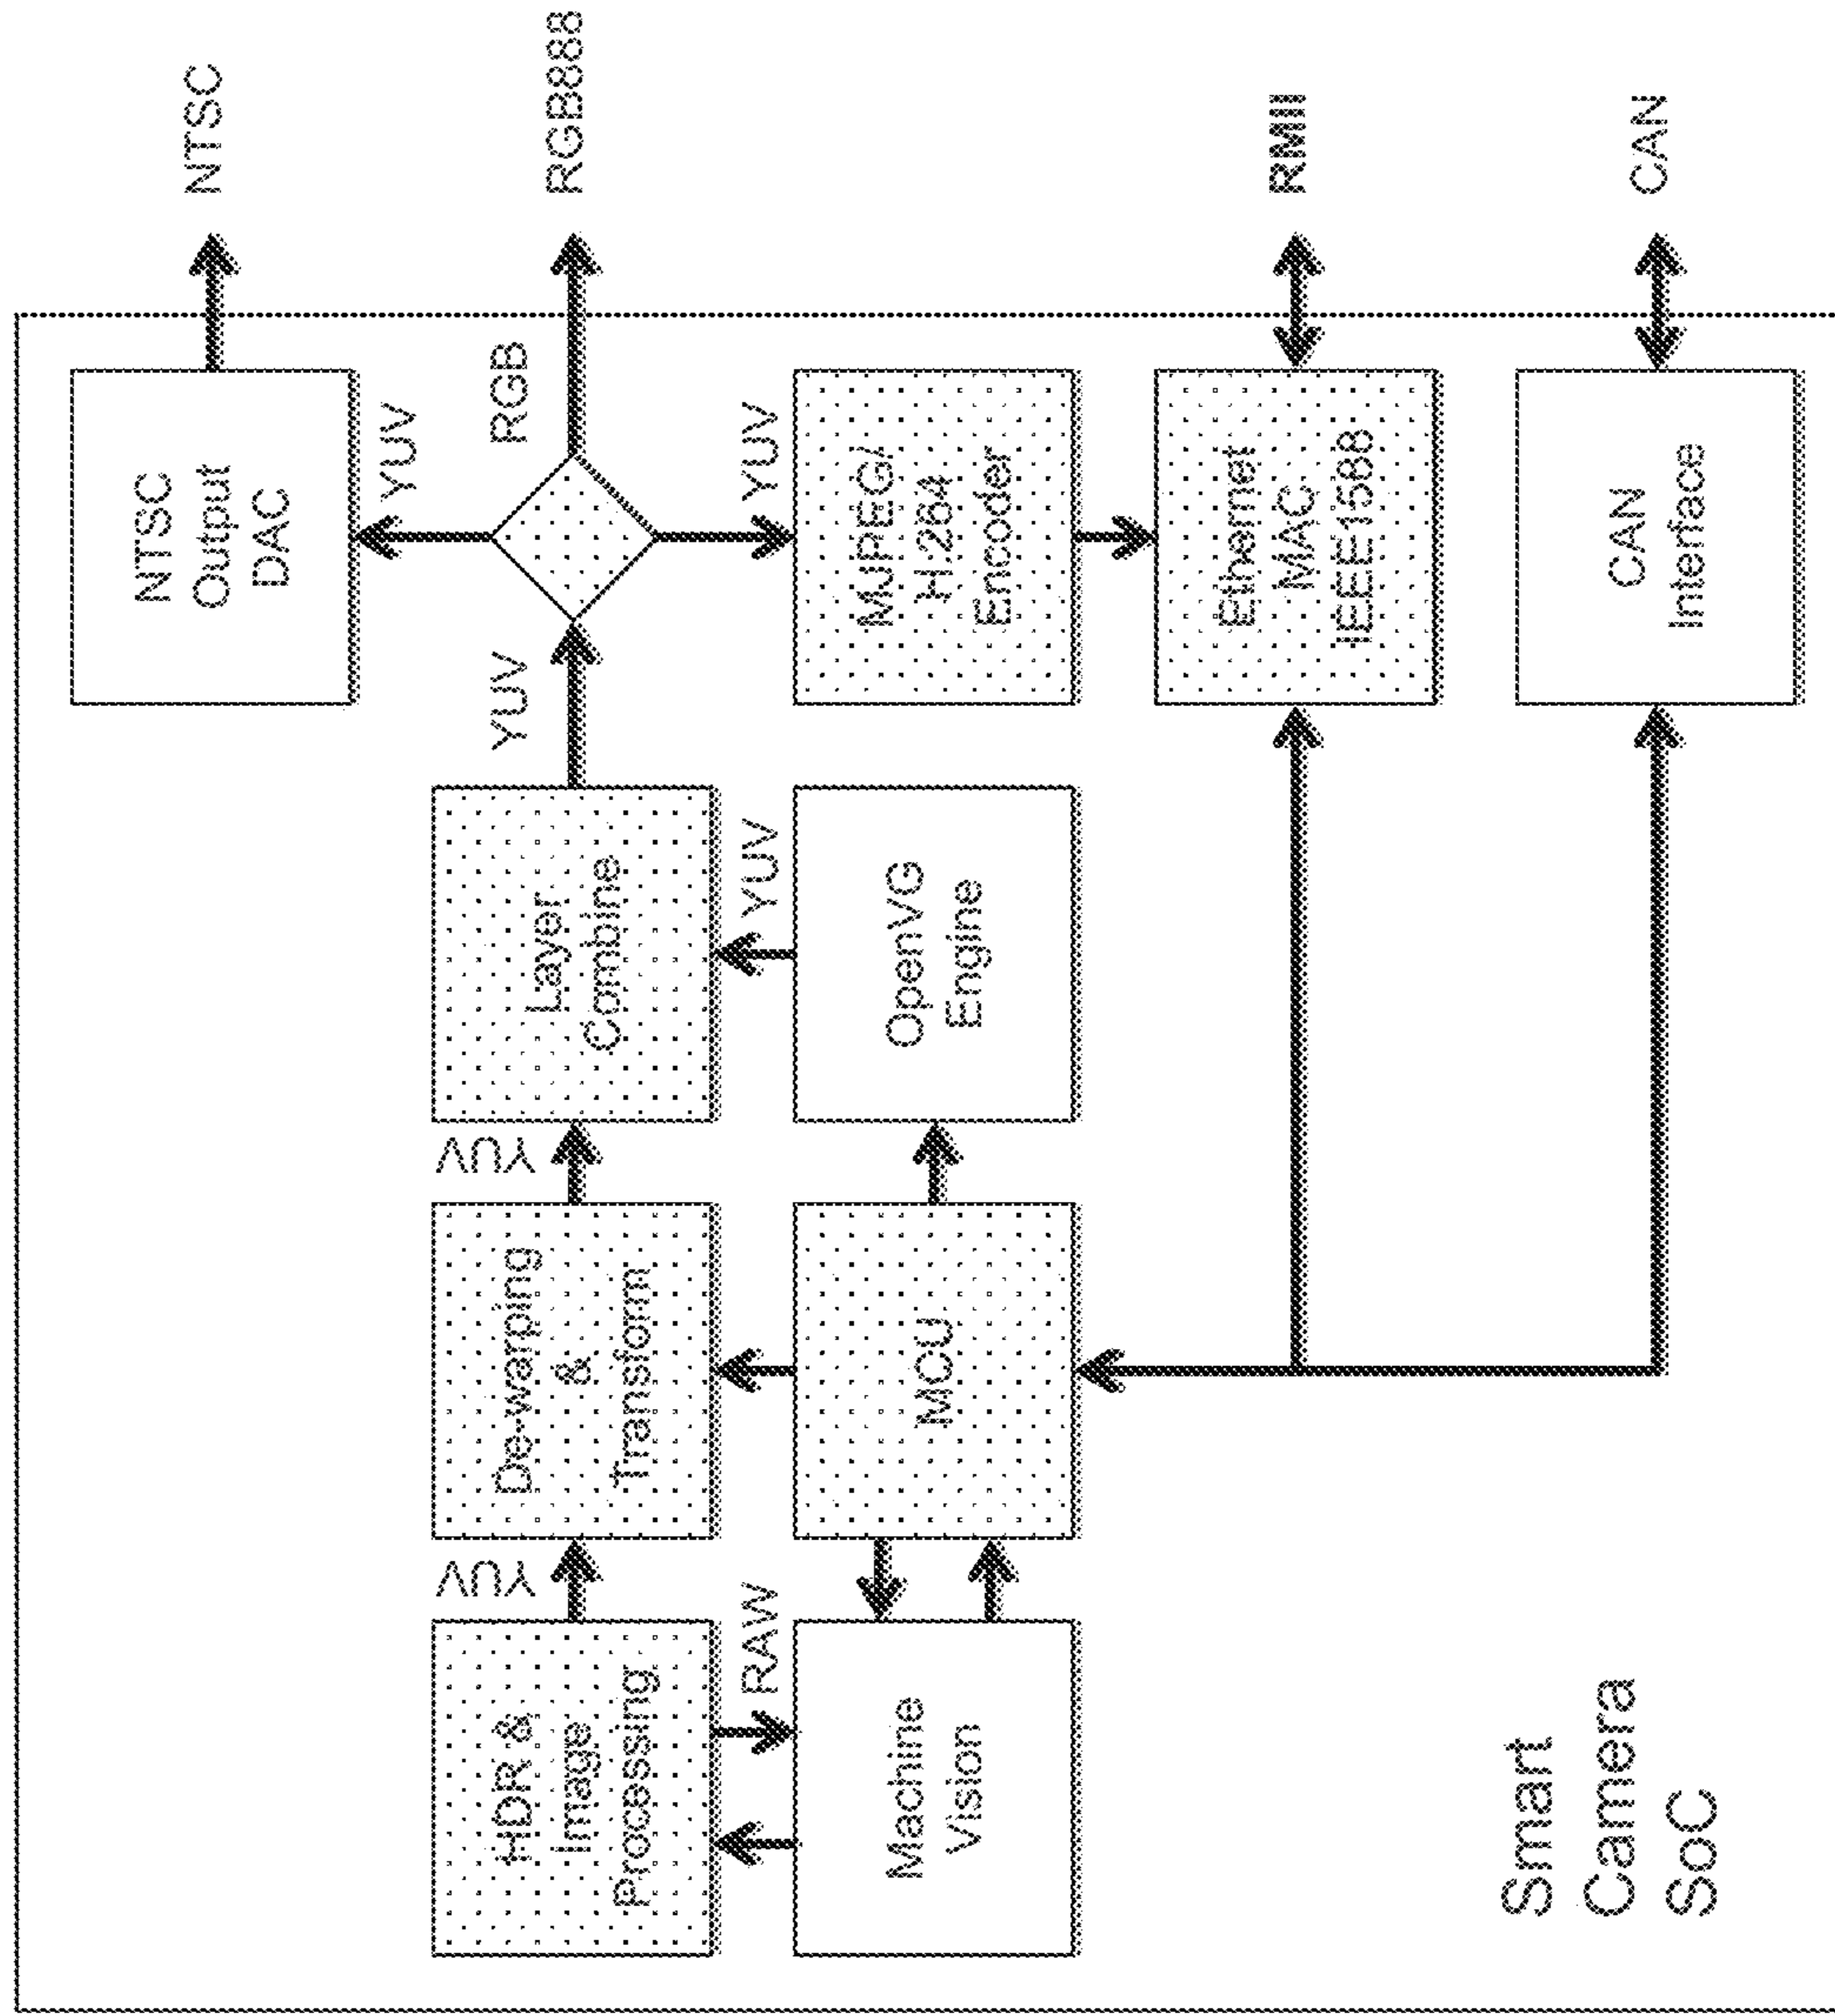 NTSC
Output
DAC
NTSC
YUV
HDR &
Image
Processing
YUV
De-warping
&
Transform
YUV
Layer
Combine
YUV
RGB
RGB888
RAW
YUV
YUV
Machine
Vision
MCU
OpenVG
Engine
MJPEG/
H.264
Encoder
Ethernet
MAC
IEEE1588
RMII
Smart
Camera
SoC
CAN
Interface
CAN